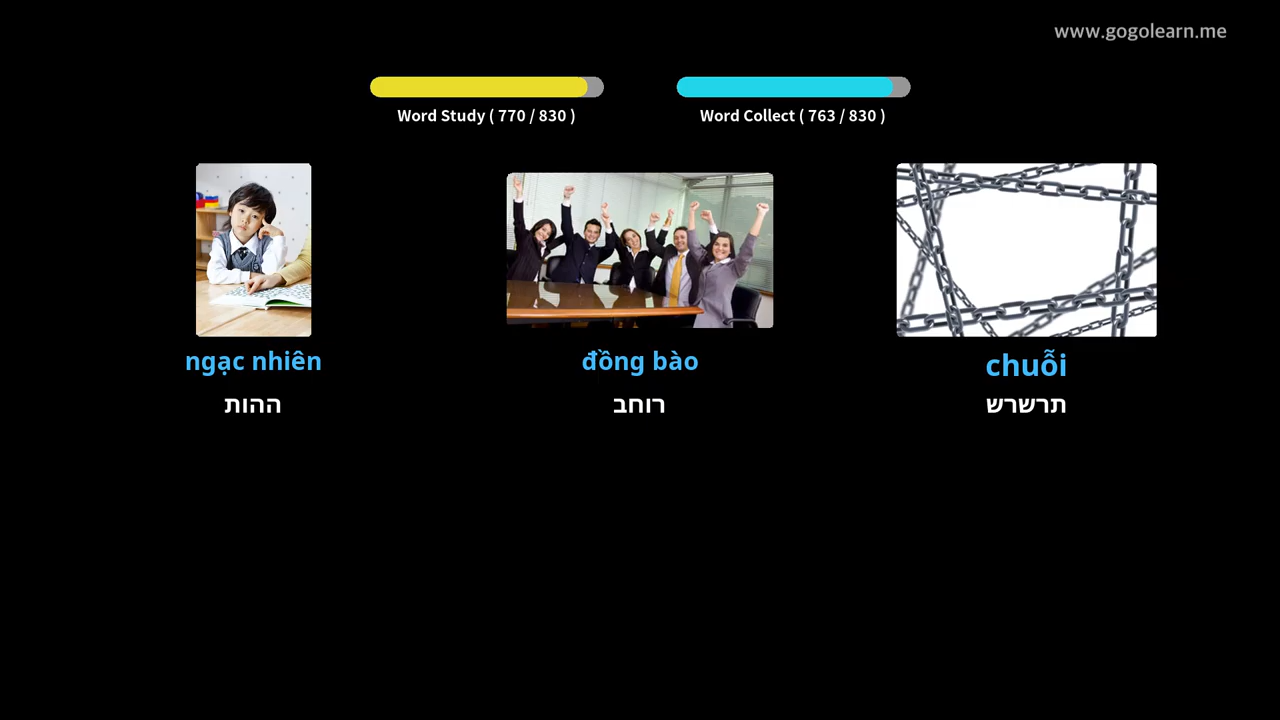 www.gogolearn.me
Word Study ( 770 / 830 )
Word Collect ( 763 / 830 )
ngạc nhiên
ההות
đồng bào
רוחב
chuỗi
תרשרש